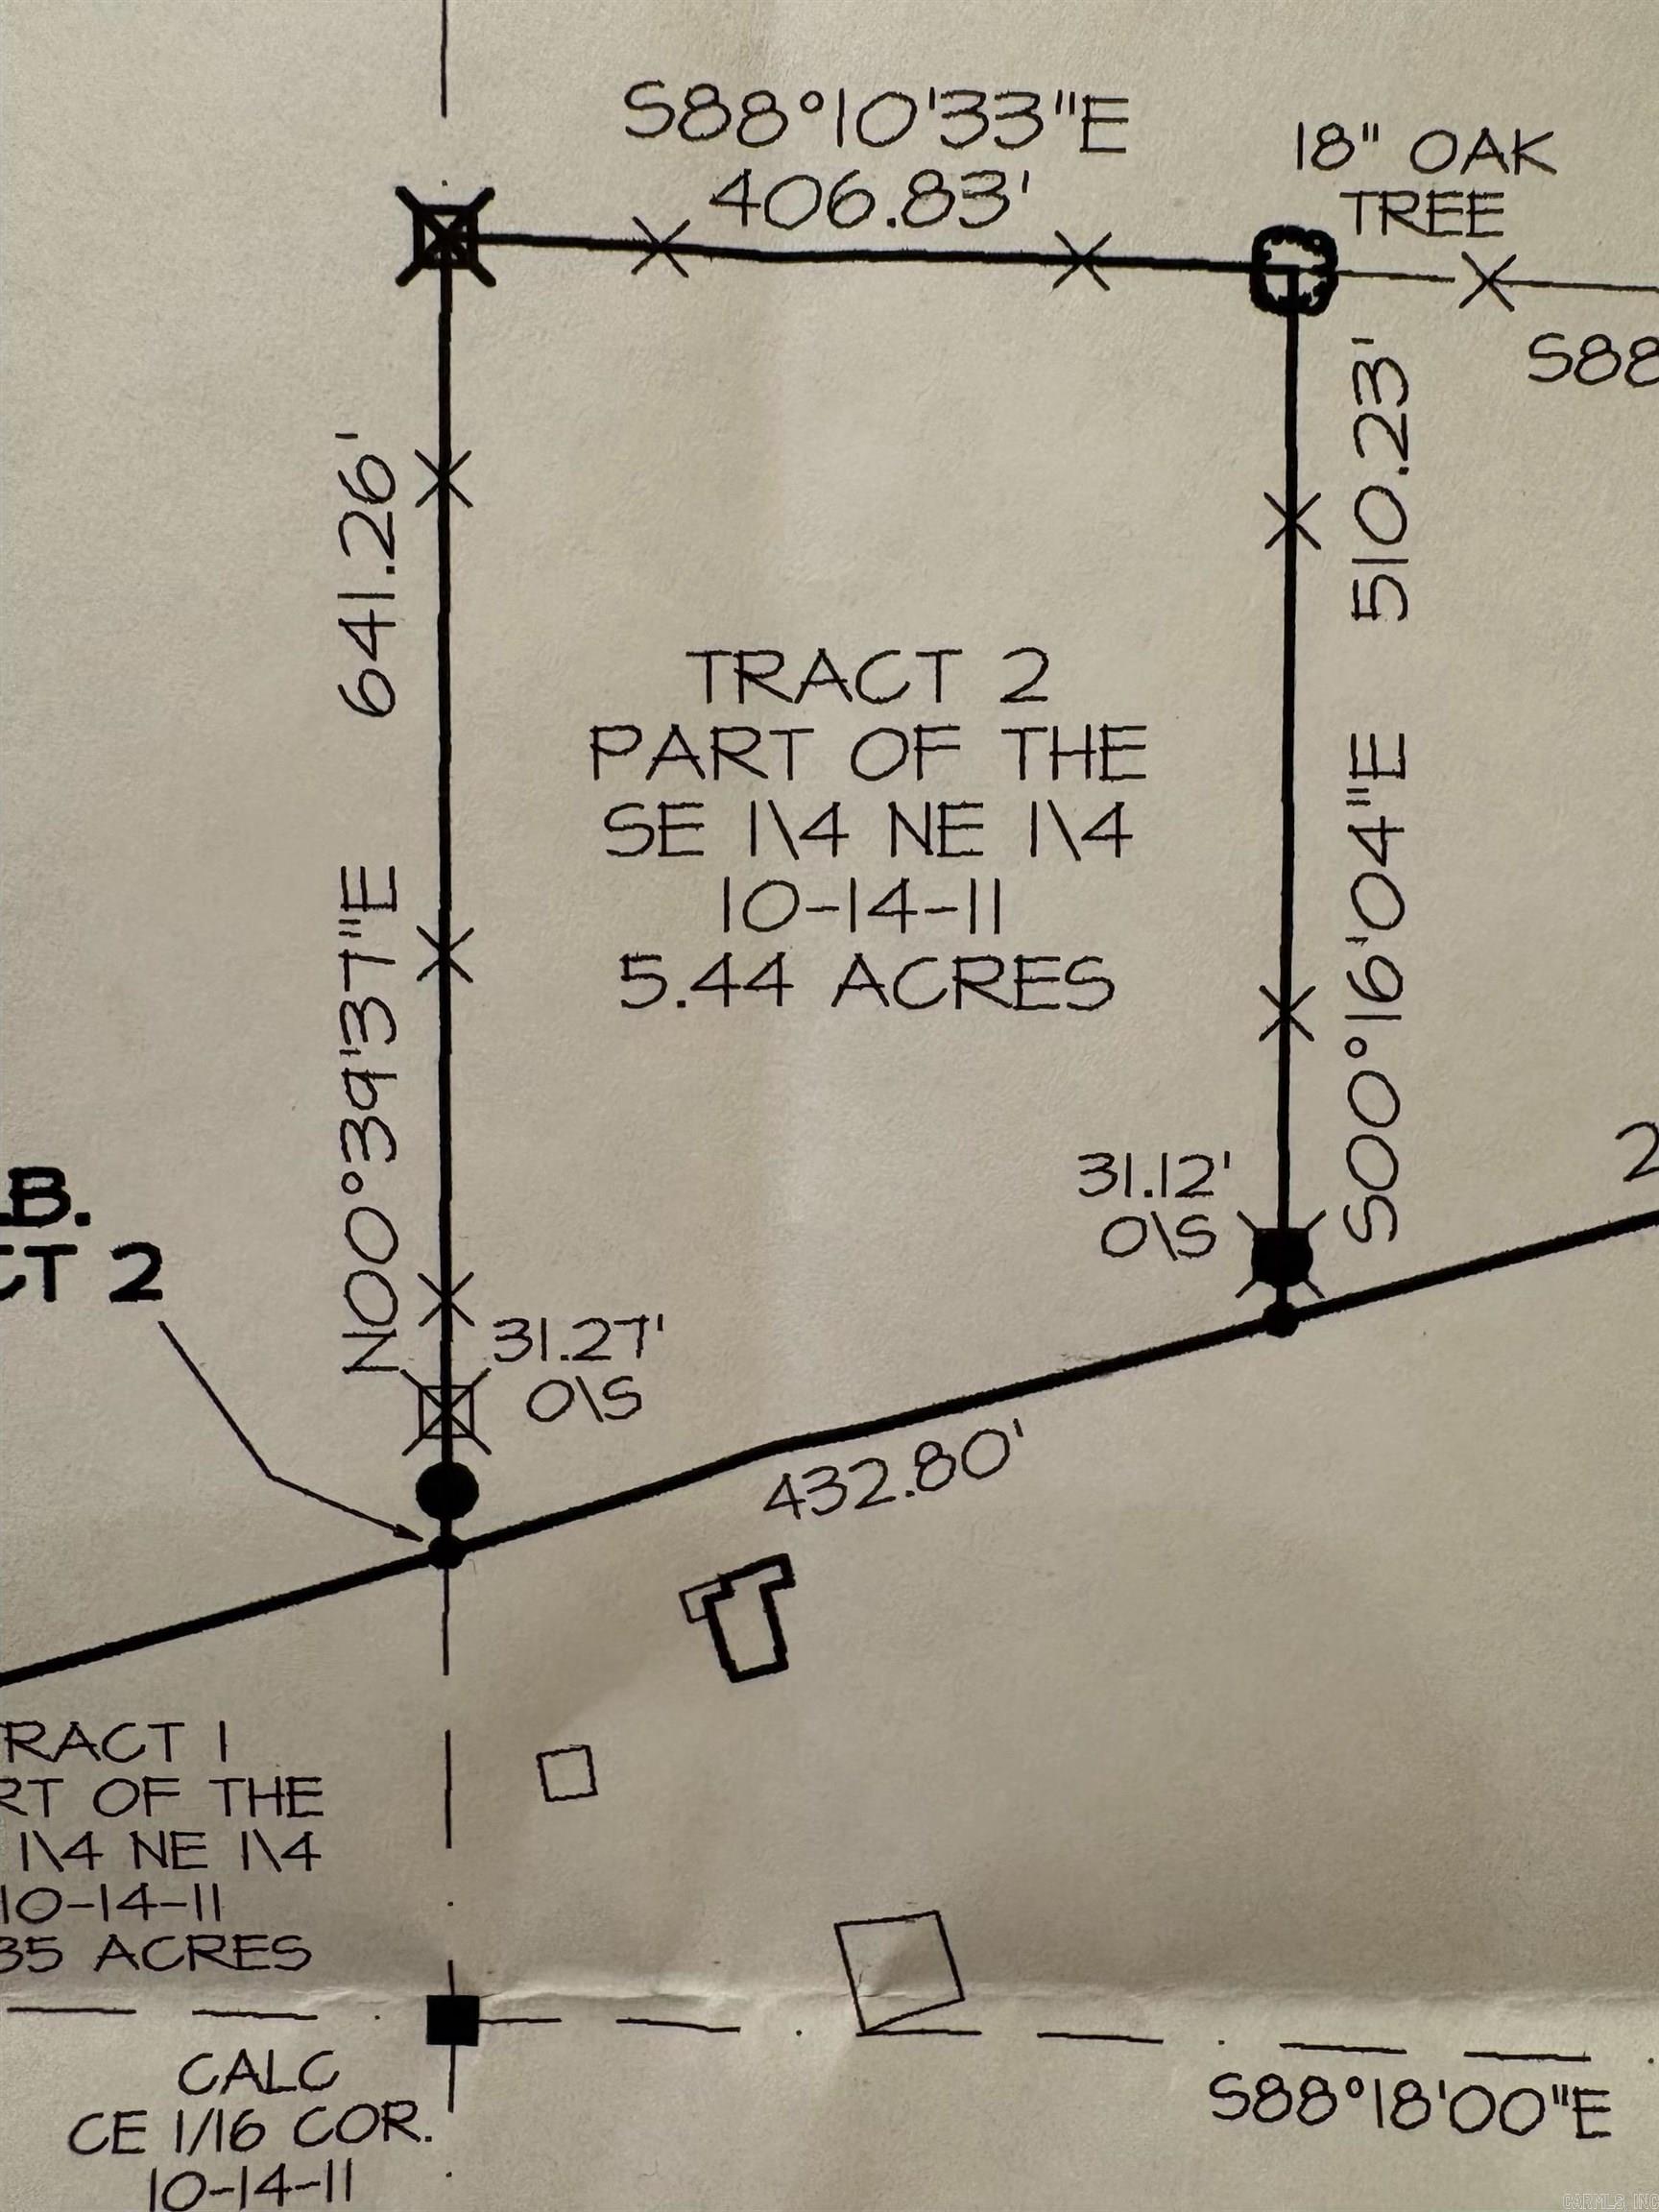 S88°10'33"E
406.83'
18" OAK
TREE
S88
641.26'
N00°39'37"E
510.23'
S00°16'04"E
TRACT 2
PART OF THE
SE 1\4 NE 1\4
10-14-11
5.44 ACRES
31.12'
O\S
2
.B.
CT 2
31.27'
O\S
432.80'
RACT 1
RT OF THE
1\4 NE 1\4
10-14-11
35 ACRES
CALC
CE 1/16 COR.
10-14-11
S88°18'00"E
CARMLS INC